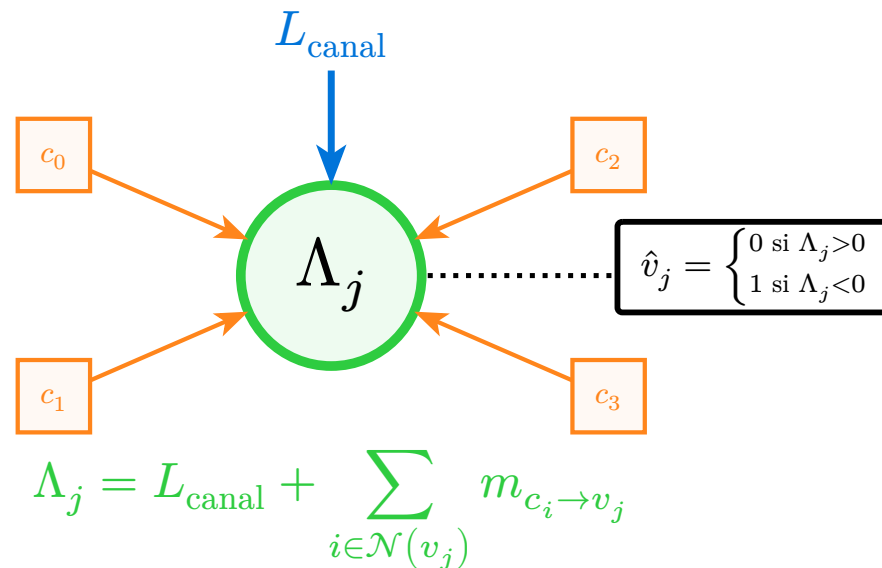 L_canal
c_0
c_2
Λ_j
v̂_j = { 0 si Λ_j>0
1 si Λ_j<0
c_1
c_3
Λ_j = L_canal + ∑_{i∈𝒩(v_j)} m_{c_i→v_j}